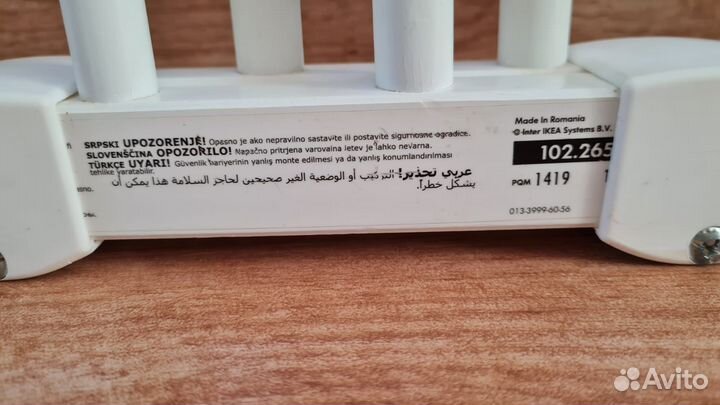 SRPSKI UPOZORENJE! Opasno je ako nepravilno sastavite ili postavite sigurnosne ogradice.
SLOVENŠČINA OPOZORILO! Napačno pritrjena varovalna letev je lahko nevarna.
TÜRKÇE UYARI! Güvenlik bariyerinin yanlış monte edilmesi ya da yanlış konumlandırılması
tehlike yaratabilir.
عربي تحذير! التركيب أو الوضعية الغير صحيحين لحاجز السلامة هذا يمكن أن
يشكل خطراً.
Made in Romania
© Inter IKEA Systems B.V.
102.265
PQM 1419
013-3999-60-56
Avito